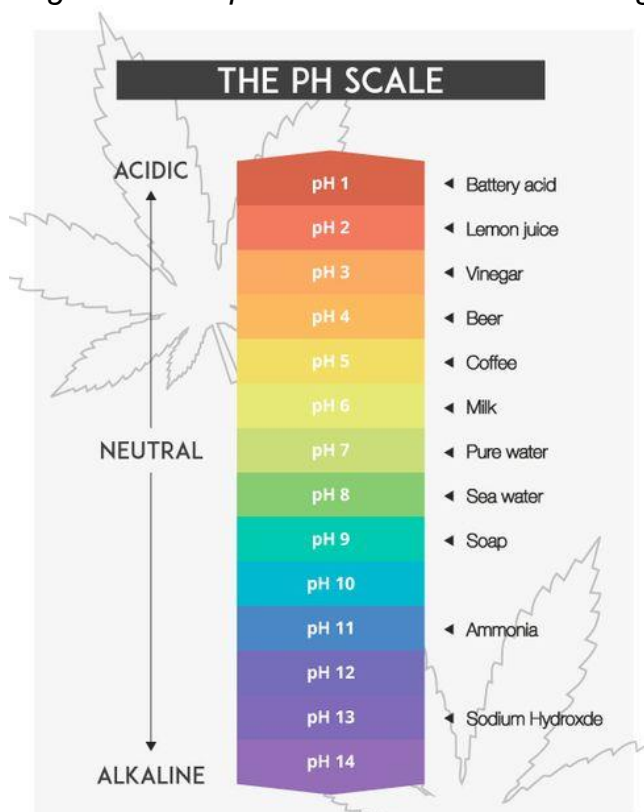 THE PH SCALE
ACIDIC
pH 1 Battery acid
pH 2 Lemon juice
pH 3 Vinegar
pH 4 Beer
pH 5 Coffee
pH 6 Milk
NEUTRAL
pH 7 Pure water
pH 8 Sea water
pH 9 Soap
pH 10
pH 11 Ammonia
pH 12
pH 13 Sodium Hydroxde
pH 14
ALKALINE